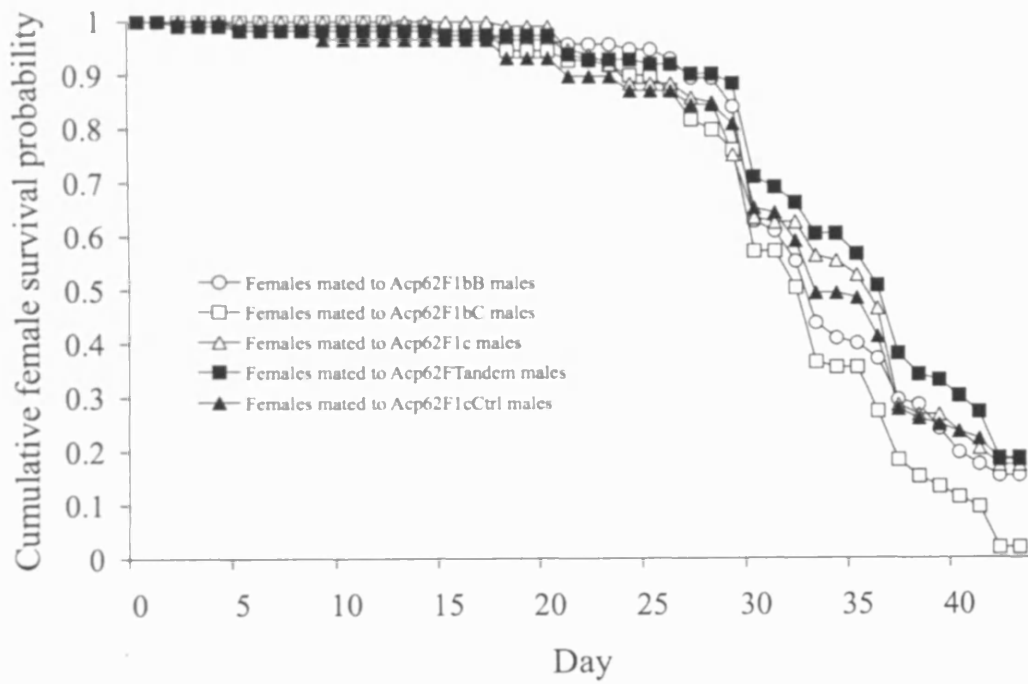 Cumulative female survival probability
1
0.9
0.8
0.7
0.6
0.5
0.4
0.3
0.2
0.1
0
Females mated to Acp62F1bB males
Females mated to Acp62F1bC males
Females mated to Acp62F1c males
Females mated to Acp62FTandem males
Females mated to Acp62F1cCtrl males
0 5 10 15 20 25 30 35 40
Day